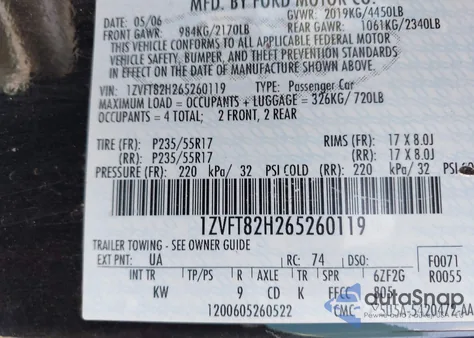 MFD. BY FORD MOTOR CO.
DATE: 05/06 GVWR: 2019KG/4450LB
FRONT GAWR: 984KG/2170LB REAR GAWR: 1061KG/2340LB
THIS VEHICLE CONFORMS TO ALL APPLICABLE FEDERAL MOTOR
VEHICLE SAFETY, BUMPER, AND THEFT PREVENTION STANDARDS
IN EFFECT ON THE DATE OF MANUFACTURE SHOWN ABOVE.
VIN: 1ZVFT82H265260119 TYPE: Passenger Car
MAXIMUM LOAD = OCCUPANTS + LUGGAGE = 326KG/720LB
OCCUPANTS = 4 TOTAL; 2 FRONT, 2 REAR
TIRE (FR): P235/55R17 RIMS (FR): 17 X 8.0J
(RR): P235/55R17 (RR): 17 X 8.0J
PRESSURE (FR): 220 kPa/ 32 PSI COLD (RR): 220 kPa/ 32 PSI COLD
1ZVFT82H265260119
TRAILER TOWING - SEE OWNER GUIDE
EXT PNT: UA RC: 74 DSO: F0071
INT TR TP/PS R AXLE TR SPR 6ZF2G R0055
KW 9 CD K FFCC 805
1200605260522 CMC
autoSnap